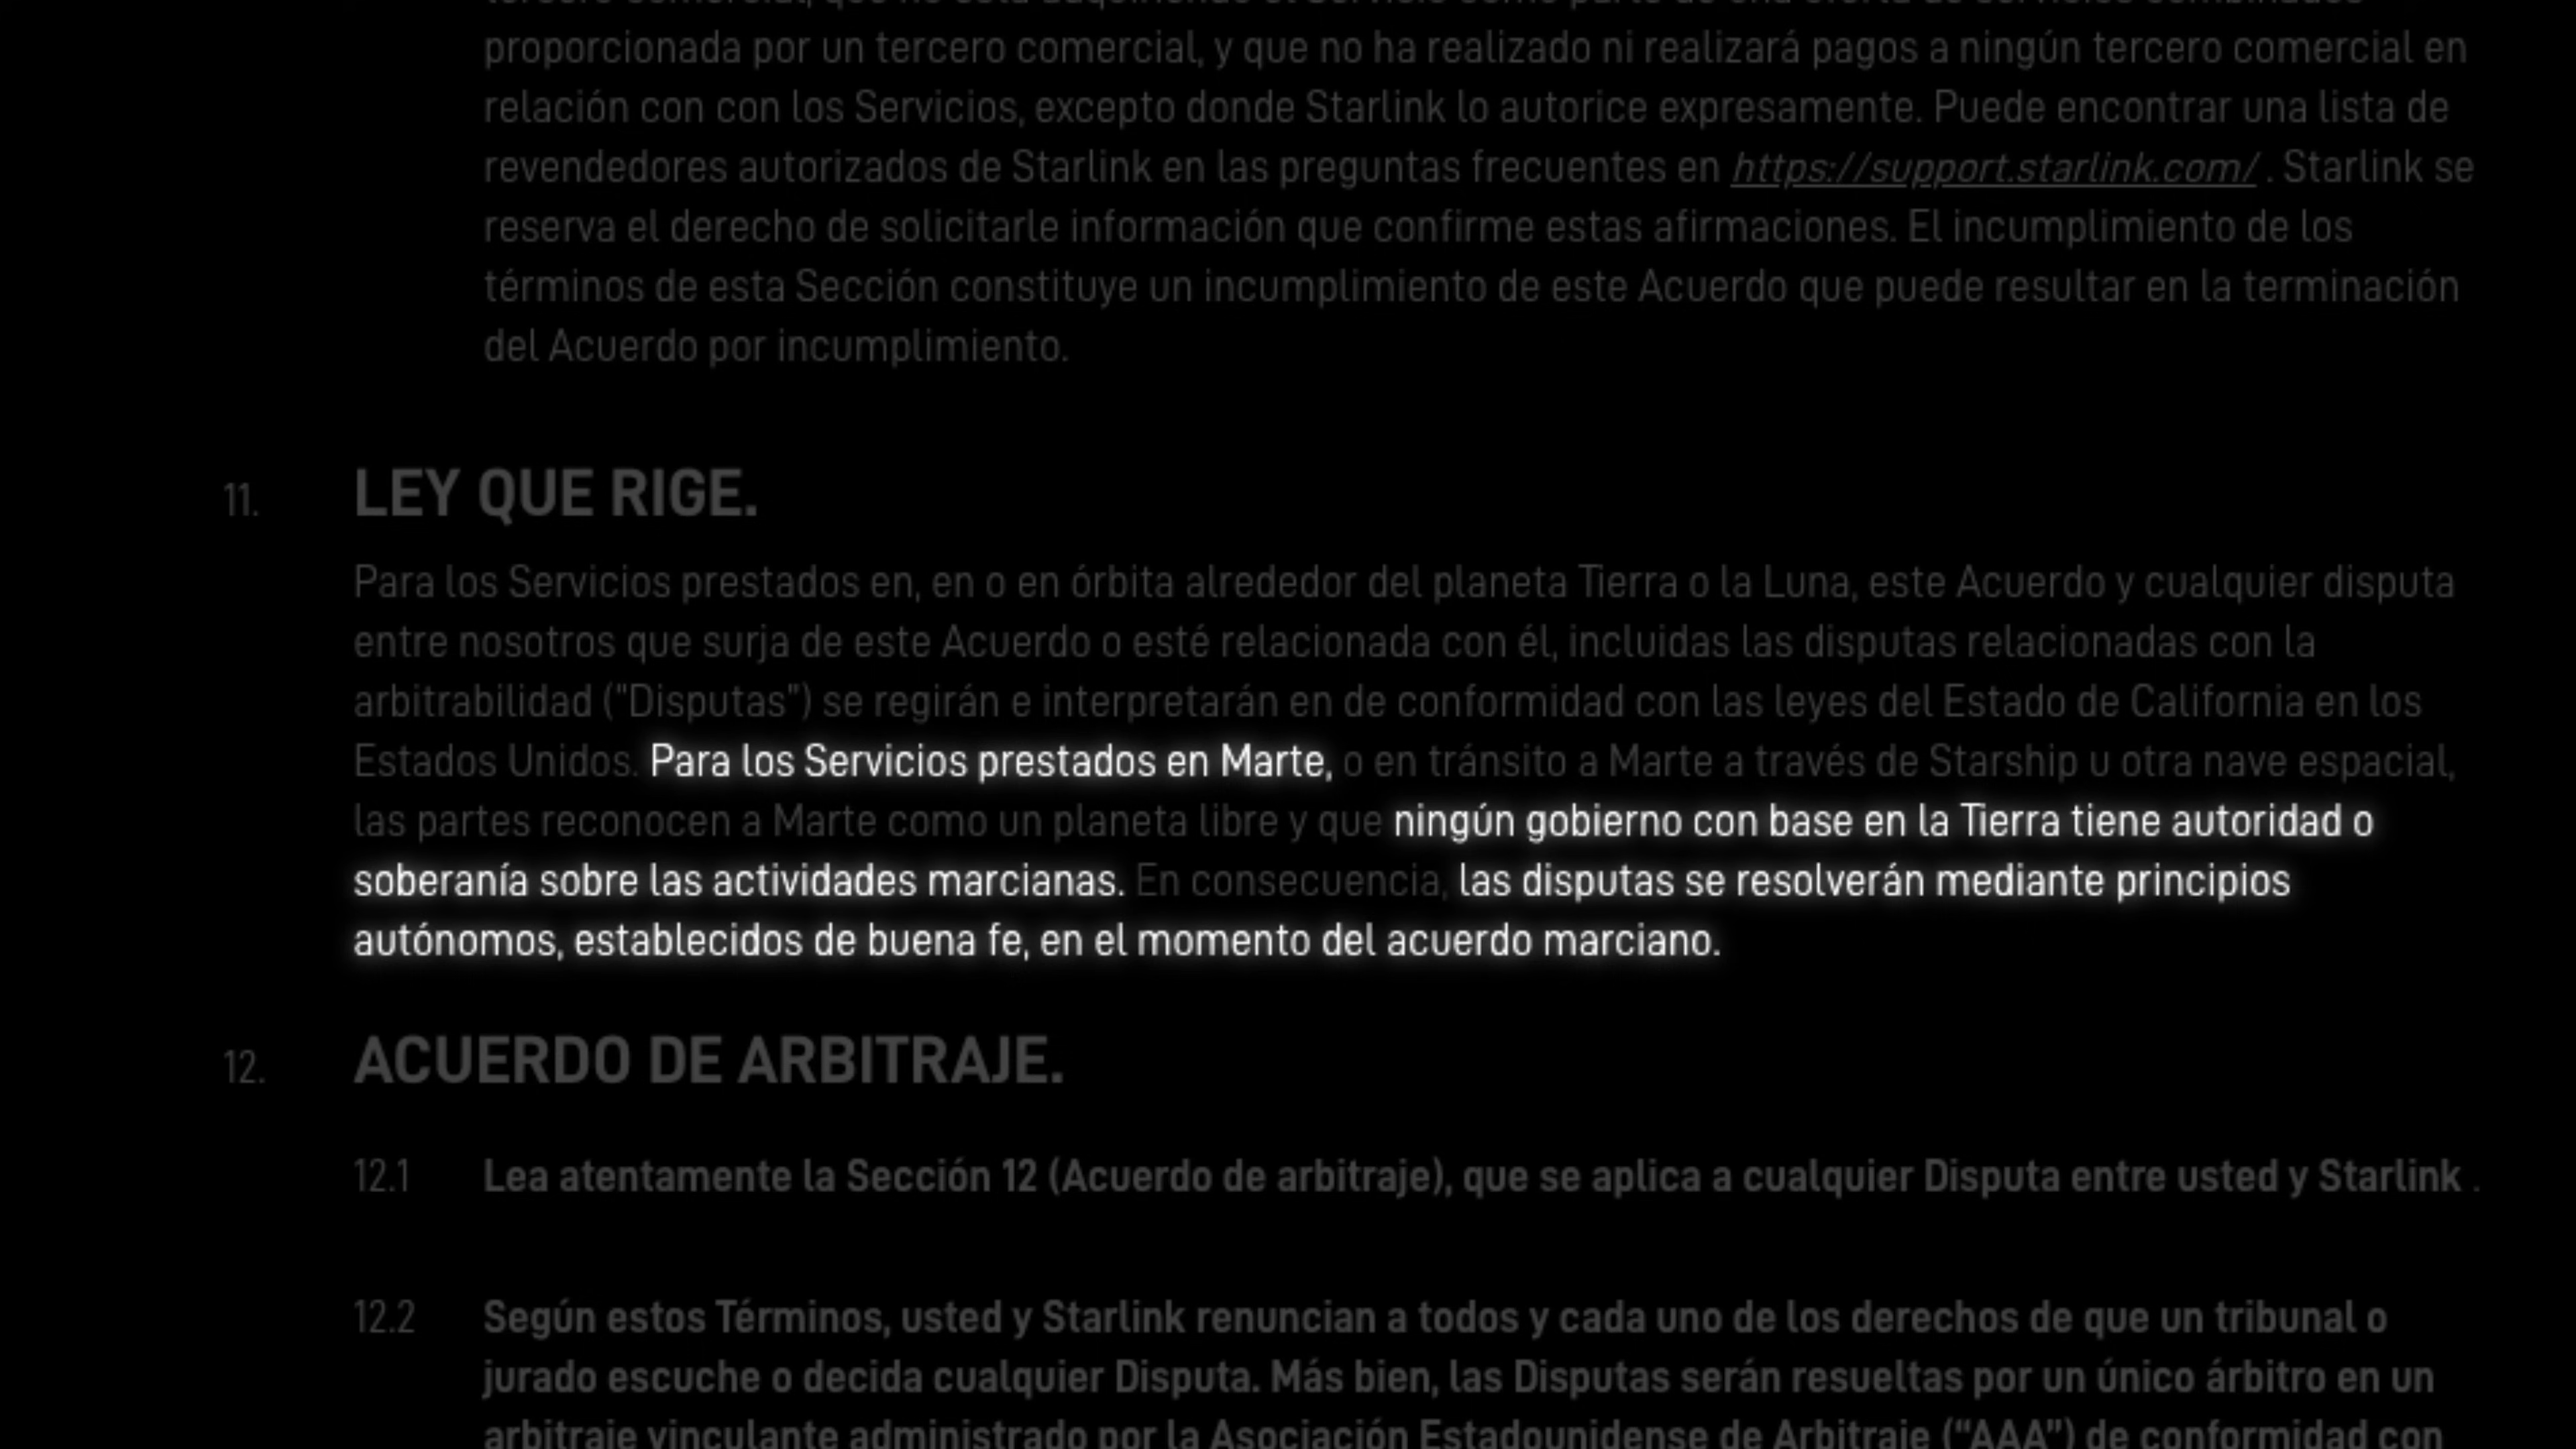 proporcionada por un tercero comercial, y que no ha realizado ni realizará pagos a ningún tercero comercial en
relación con con los Servicios, excepto donde Starlink lo autorice expresamente. Puede encontrar una lista de
revendedores autorizados de Starlink en las preguntas frecuentes en https://support.starlink.com/ . Starlink se
reserva el derecho de solicitarle información que confirme estas afirmaciones. El incumplimiento de los
términos de esta Sección constituye un incumplimiento de este Acuerdo que puede resultar en la terminación
del Acuerdo por incumplimiento.
11. LEY QUE RIGE.
Para los Servicios prestados en, en o en órbita alrededor del planeta Tierra o la Luna, este Acuerdo y cualquier disputa
entre nosotros que surja de este Acuerdo o esté relacionada con él, incluidas las disputas relacionadas con la
arbitrabilidad ("Disputas") se regirán e interpretarán en de conformidad con las leyes del Estado de California en los
Estados Unidos. Para los Servicios prestados en Marte, o en tránsito a Marte a través de Starship u otra nave espacial,
las partes reconocen a Marte como un planeta libre y que ningún gobierno con base en la Tierra tiene autoridad o
soberanía sobre las actividades marcianas. En consecuencia, las disputas se resolverán mediante principios
autónomos, establecidos de buena fe, en el momento del acuerdo marciano.
12. ACUERDO DE ARBITRAJE.
12.1 Lea atentamente la Sección 12 (Acuerdo de arbitraje), que se aplica a cualquier Disputa entre usted y Starlink .
12.2 Según estos Términos, usted y Starlink renuncian a todos y cada uno de los derechos de que un tribunal o
jurado escuche o decida cualquier Disputa. Más bien, las Disputas serán resueltas por un único árbitro en un
arbitraje vinculante administrado por la Asociación Estadounidense de Arbitraje (“AAA”) de conformidad con